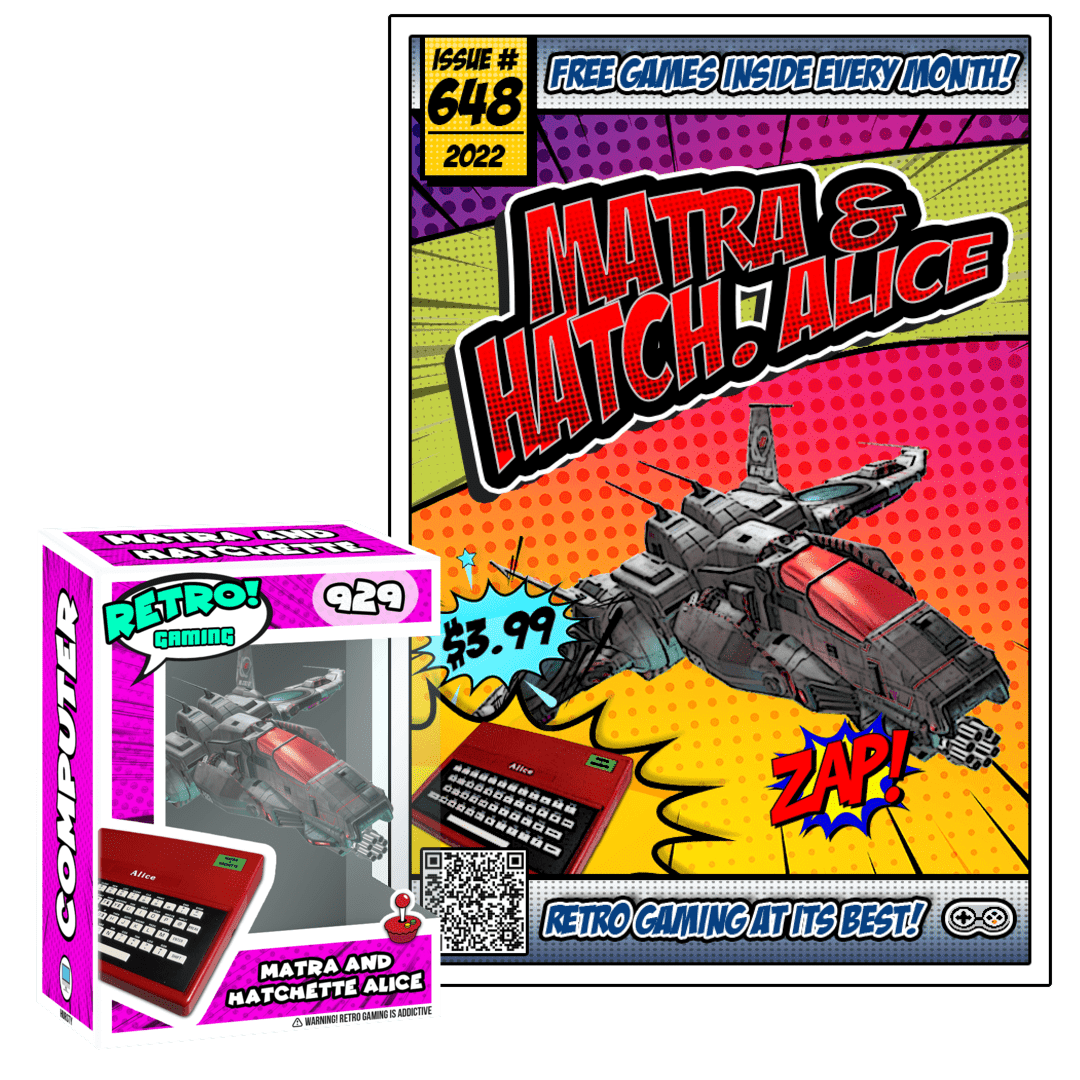 ISSUE #
648
2022
FREE GAMES INSIDE EVERY MONTH!
MATRA &
HATCH. ALICE
$3.99
Alice
ZAP!
RETRO GAMING AT ITS BEST!
MATRA AND
HATCHETTE
COMPUTER
RETRO!
GAMING
929
Alice
MATRA AND
HATCHETTE ALICE
WARNING! RETRO GAMING IS ADDICTIVE